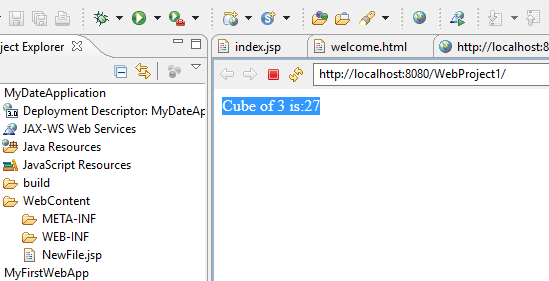 ject Explorer
MyDateApplication
Deployment Descriptor: MyDateAp
3.0
JAX-WS Web Services
Java Resources
JavaScript Resources
build
WebContent
META-INF
WEB-INF
NewFile.jsp
MyFirstWebApp
index.jsp
welcome.html
http://localhost:8
http://localhost:8080/WebProject1/
Cube of 3 is:27